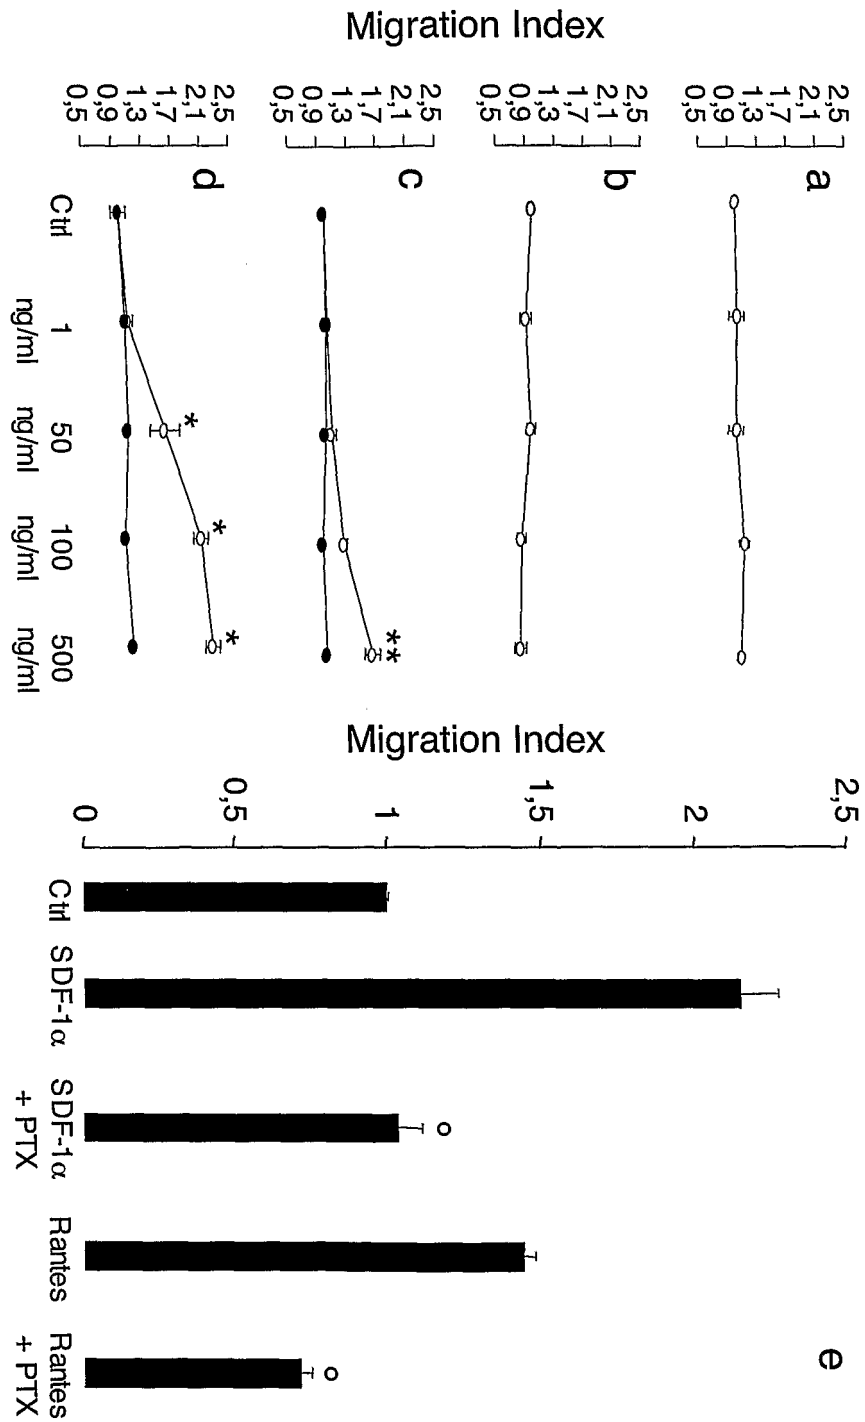 Migration Index
a
2,5
2,1
1,7
1,3
0,9
0,5
b
2,5
2,1
1,7
1,3
0,9
0,5
c
2,5
2,1
1,7
1,3
0,9
0,5
**
d
2,5
2,1
1,7
1,3
0,9
0,5
* * *
Ctrl 1 50 100 500
ng/ml ng/ml ng/ml ng/ml
Migration Index
e
2,5
2
1,5
1
0,5
0
Ctrl SDF-1α SDF-1α Rantes Rantes
+ PTX + PTX